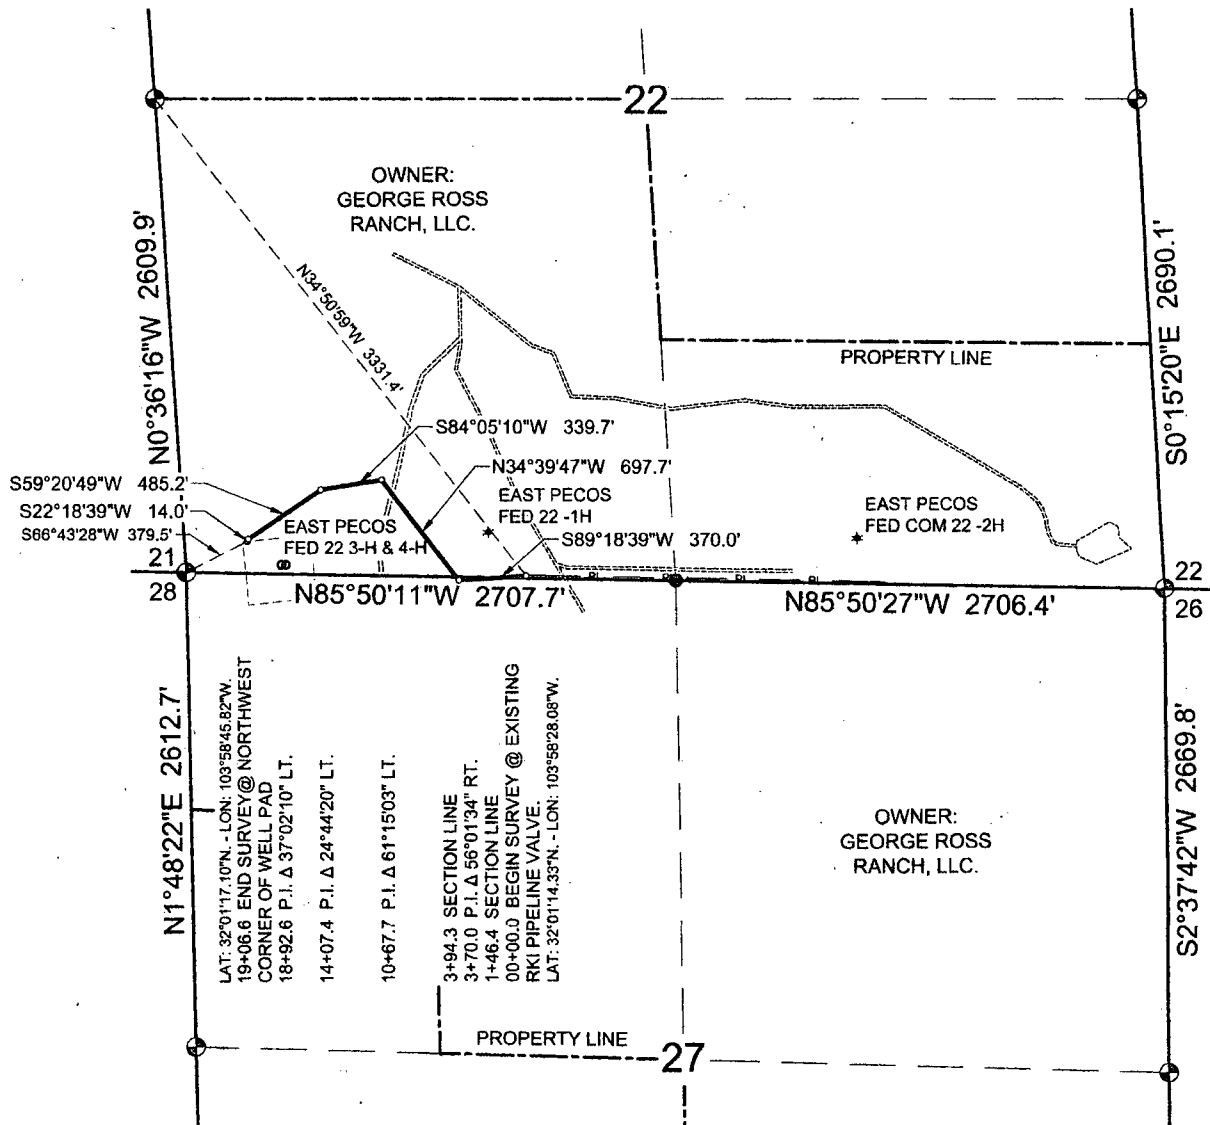 22
OWNER:
GEORGE ROSS
RANCH, LLC.
N0°36'16"W 2609.9'
N34°50'59"W 3331.4'
S0°15'20"E 2690.1'
PROPERTY LINE
S84°05'10"W 339.7'
N34°39'47"W 697.7'
S59°20'49"W 485.2'
S22°18'39"W 14.0'
S66°43'28"W 379.5'
EAST PECOS
FED 22 -1H
EAST PECOS
FED COM 22 -2H
EAST PECOS
FED 22 3-H & 4-H
S89°18'39"W 370.0'
21
28
22
26
N85°50'11"W 2707.7'
N85°50'27"W 2706.4'
N1°48'22"E 2612.7'
LAT: 32°01'17.10"N. - LON: 103°58'45.82"W.
19+06.6 END SURVEY @ NORTHWEST
CORNER OF WELL PAD
18+92.6 P.I. Δ 37°02'10" LT.
14+07.4 P.I. Δ 24°44'20" LT.
10+67.7 P.I. Δ 61°15'03" LT.
3+94.3 SECTION LINE
3+70.0 P.I. Δ 56°01'34" RT.
1+46.4 SECTION LINE
00+00.0 BEGIN SURVEY @ EXISTING
RKI PIPELINE VALVE.
LAT: 32°01'14.33"N. - LON: 103°58'28.08"W.
OWNER:
GEORGE ROSS
RANCH, LLC.
S2°37'42"W 2669.8'
PROPERTY LINE
27